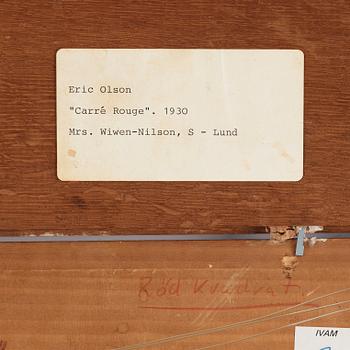 Eric Olson
"Carré Rouge". 1930
Mrs. Wiwen-Nilson, S - Lund
Röd Kvadrat
IVAM